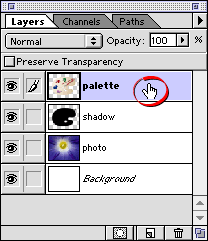 Layers Channels Paths
Normal Opacity: 100 %
Preserve Transparency
palette
shadow
photo
Background